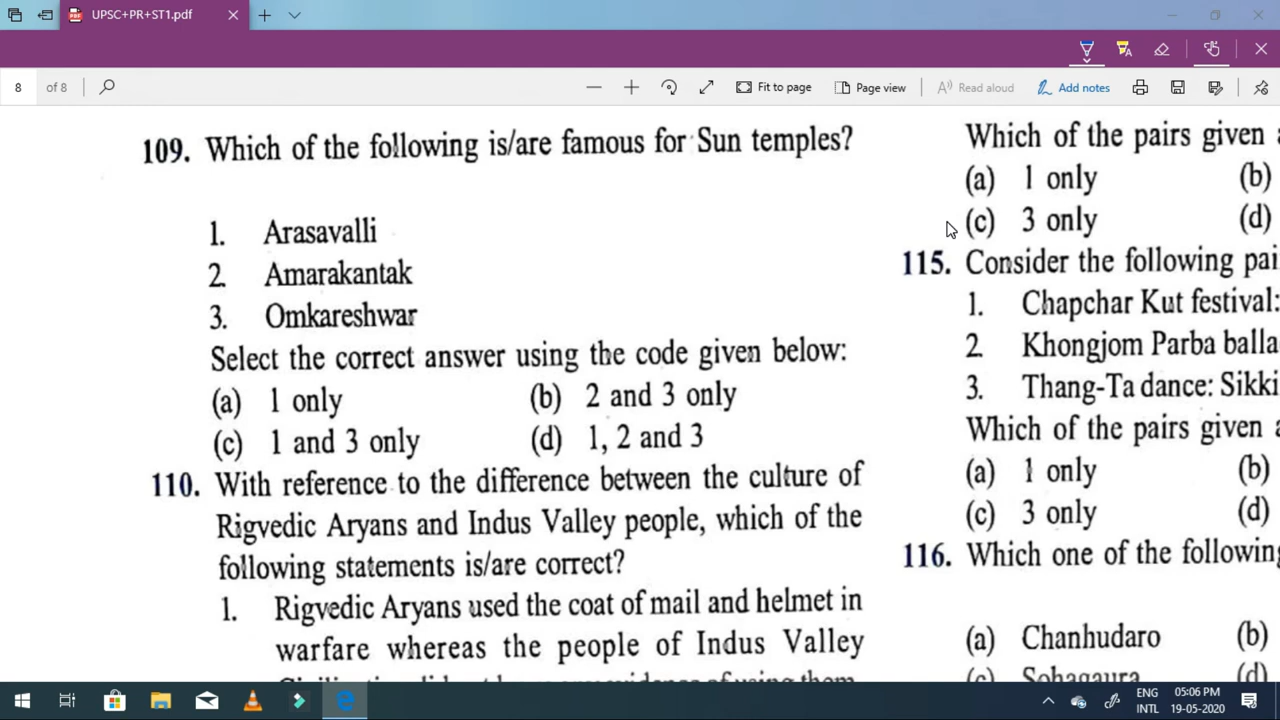 UPSC+PR+ST1.pdf
8 of 8
Fit to page
Page view
Read aloud
Add notes
109. Which of the following is/are famous for Sun temples?
1. Arasavalli
2. Amarakantak
3. Omkareshwar
Select the correct answer using the code given below:
(a) 1 only (b) 2 and 3 only
(c) 1 and 3 only (d) 1, 2 and 3
110. With reference to the difference between the culture of
Rigvedic Aryans and Indus Valley people, which of the
following statements is/are correct?
1. Rigvedic Aryans used the coat of mail and helmet in
warfare whereas the people of Indus Valley
Which of the pairs given
(a) 1 only (b)
(c) 3 only (d)
115. Consider the following pai
1. Chapchar Kut festival:
2. Khongjom Parba balla
3. Thang-Ta dance: Sikki
Which of the pairs given
(a) 1 only (b)
(c) 3 only (d)
116. Which one of the following
(a) Chanhudaro (b)
(c) Sohagaura (d)
ENG
INTL
05:06 PM
19-05-2020